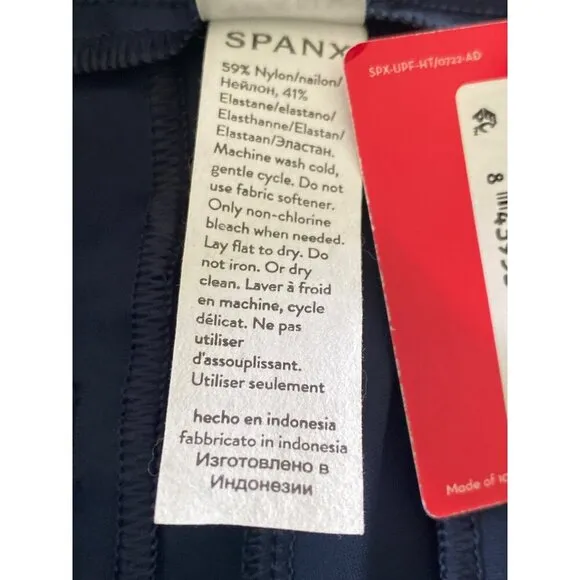 SPANX
59% Nylon/nailon/
Нейлон, 41%
Elastane/elastano/
Elasthanne/Elastan/
Elastaan/Эластан.
Machine wash cold,
gentle cycle. Do not
use fabric softener.
Only non-chlorine
bleach when needed.
Lay flat to dry. Do
not iron. Or dry
clean. Laver à froid
en machine, cycle
délicat. Ne pas
utiliser
d'assouplissant.
Utiliser seulement
hecho en indonesia
fabbricato in indonesia
Изготовлено в
Индонезии
SPX-UPF-HT/0722-AD
8
Made of